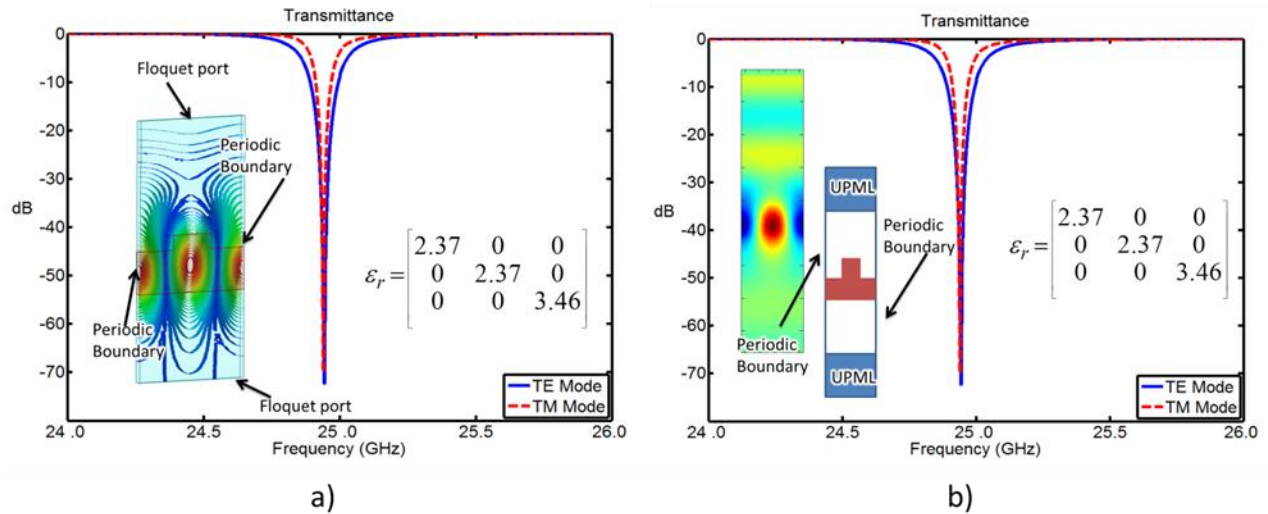 Transmittance
0
-10
-20
-30
-40
dB
-50
-60
-70
-80
24 .0
24.5
25.0
25.5
26.0
Frequency (GHz)
Floquet port
Periodic
Boundary
Periodic
Boundary
Floquet port
εr =
2.37 0 0
0 2.37 0
0 0 3.46
TE Mode
TM Mode
a)
Transmittance
0
-10
-20
-30
-40
dB
-50
-60
-70
-80
24 .0
24.5
25.0
25.5
26.0
Frequency (GHz)
UPML
Periodic
Boundary
Periodic
Boundary
UPML
εr =
2.37 0 0
0 2.37 0
0 0 3.46
TE Mode
TM Mode
b)